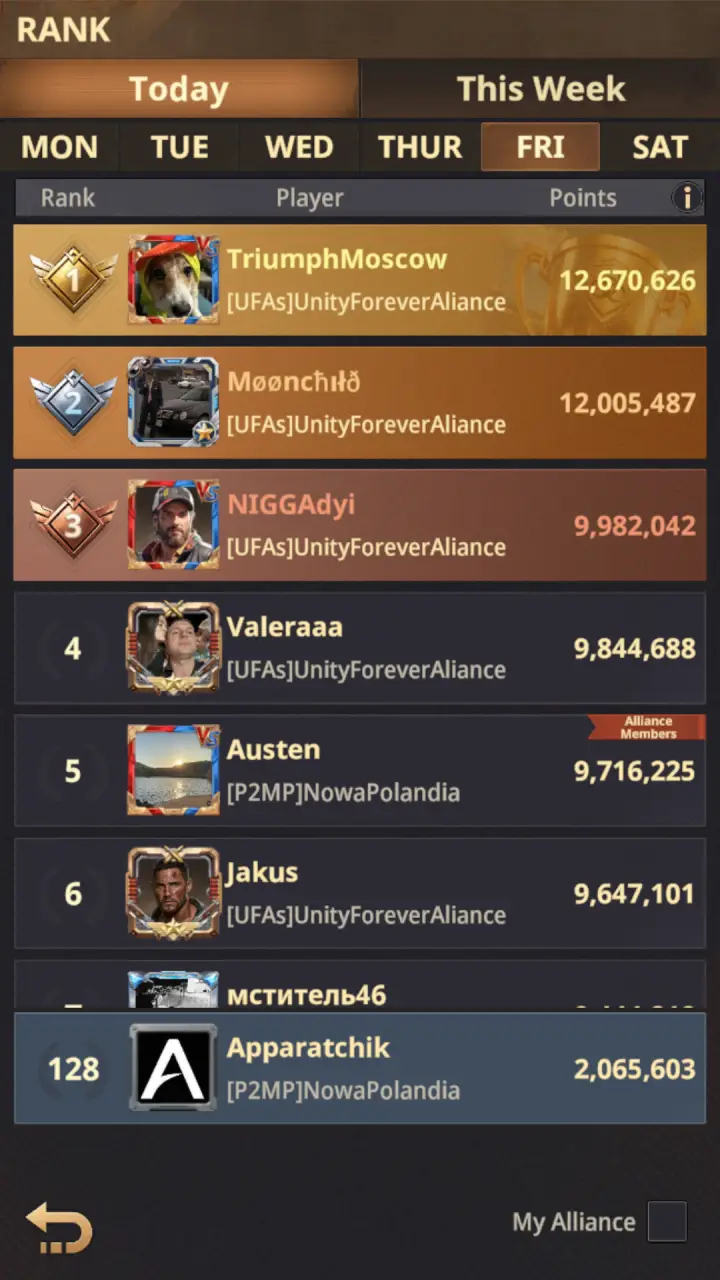 RANK
Today
This Week
MON TUE WED THUR FRI SAT
Rank Player Points i
1
TriumphMoscow
[UFAs]UnityForeverAliance
12,670,626
2
Møøncħıłð
[UFAs]UnityForeverAliance
12,005,487
3
NIGGAdyi
[UFAs]UnityForeverAliance
9,982,042
4
Valeraaa
[UFAs]UnityForeverAliance
9,844,688
5
Austen
[P2MP]NowaPolandia
Alliance
Members
9,716,225
6
Jakus
[UFAs]UnityForeverAliance
9,647,101
мститель46
128
Apparatchik
[P2MP]NowaPolandia
2,065,603
My Alliance